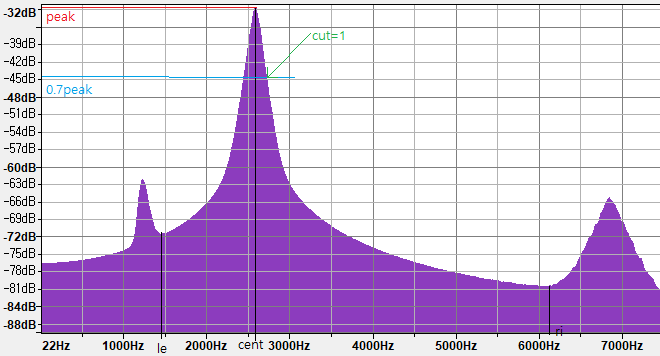 -32dB
peak
cut=1
-39dB
-42dB
-45dB
0.7peak
-48dB
-51dB
-54dB
-57dB
-60dB
-63dB
-66dB
-69dB
-72dB
-75dB
-78dB
-81dB
-84dB
-88dB
ri
22Hz 1000Hz 2000Hz 3000Hz 4000Hz 5000Hz 6000Hz 7000Hz
le cent